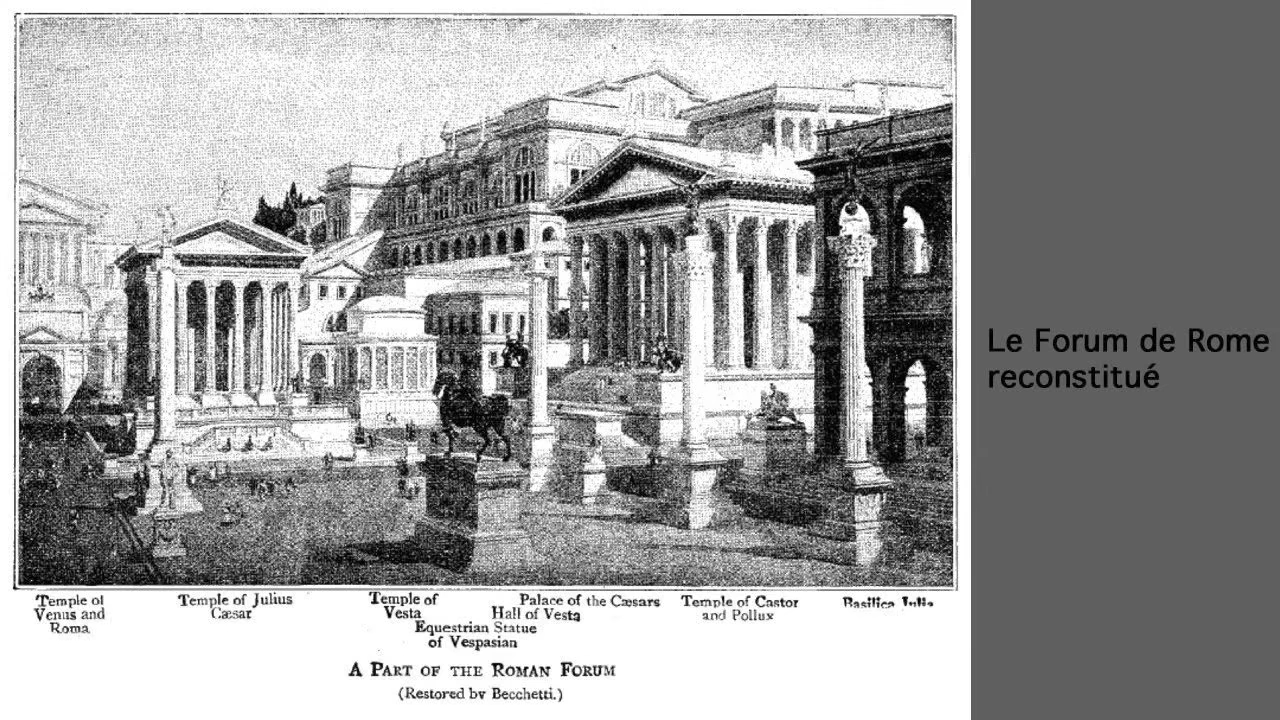 Temple of
Venus and
Roma
Temple of Julius
Cæsar
Temple of
Vesta
Palace of the Cæsars
Hall of Vesta
Equestrian Statue
of Vespasian
Temple of Castor
and Pollux
Basilica Julia
A PART OF THE ROMAN FORUM
(Restored by Becchetti.)
Le Forum de Rome
reconstitué